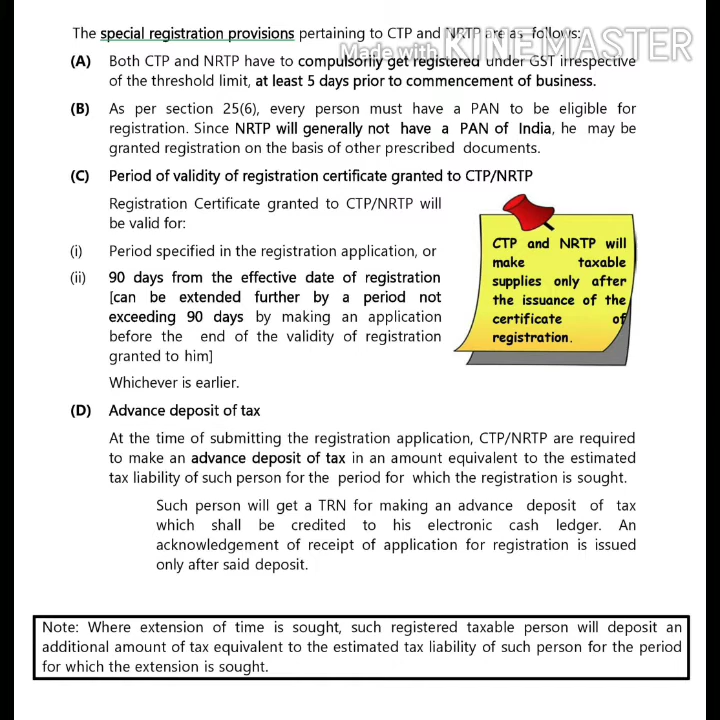 The special registration provisions pertaining to CTP and NRTP are as follows:
Made with KINEMASTER
(A) Both CTP and NRTP have to compulsorily get registered under GST irrespective
of the threshold limit, at least 5 days prior to commencement of business.
(B) As per section 25(6), every person must have a PAN to be eligible for
registration. Since NRTP will generally not have a PAN of India, he may be
granted registration on the basis of other prescribed documents.
(C) Period of validity of registration certificate granted to CTP/NRTP
Registration Certificate granted to CTP/NRTP will
be valid for:
(i) Period specified in the registration application, or
(ii) 90 days from the effective date of registration
[can be extended further by a period not
exceeding 90 days by making an application
before the end of the validity of registration
granted to him]
Whichever is earlier.
CTP and NRTP will
make taxable
supplies only after
the issuance of the
certificate of
registration.
(D) Advance deposit of tax
At the time of submitting the registration application, CTP/NRTP are required
to make an advance deposit of tax in an amount equivalent to the estimated
tax liability of such person for the period for which the registration is sought.
Such person will get a TRN for making an advance deposit of tax
which shall be credited to his electronic cash ledger. An
acknowledgement of receipt of application for registration is issued
only after said deposit.
Note: Where extension of time is sought, such registered taxable person will deposit an
additional amount of tax equivalent to the estimated tax liability of such person for the period
for which the extension is sought.